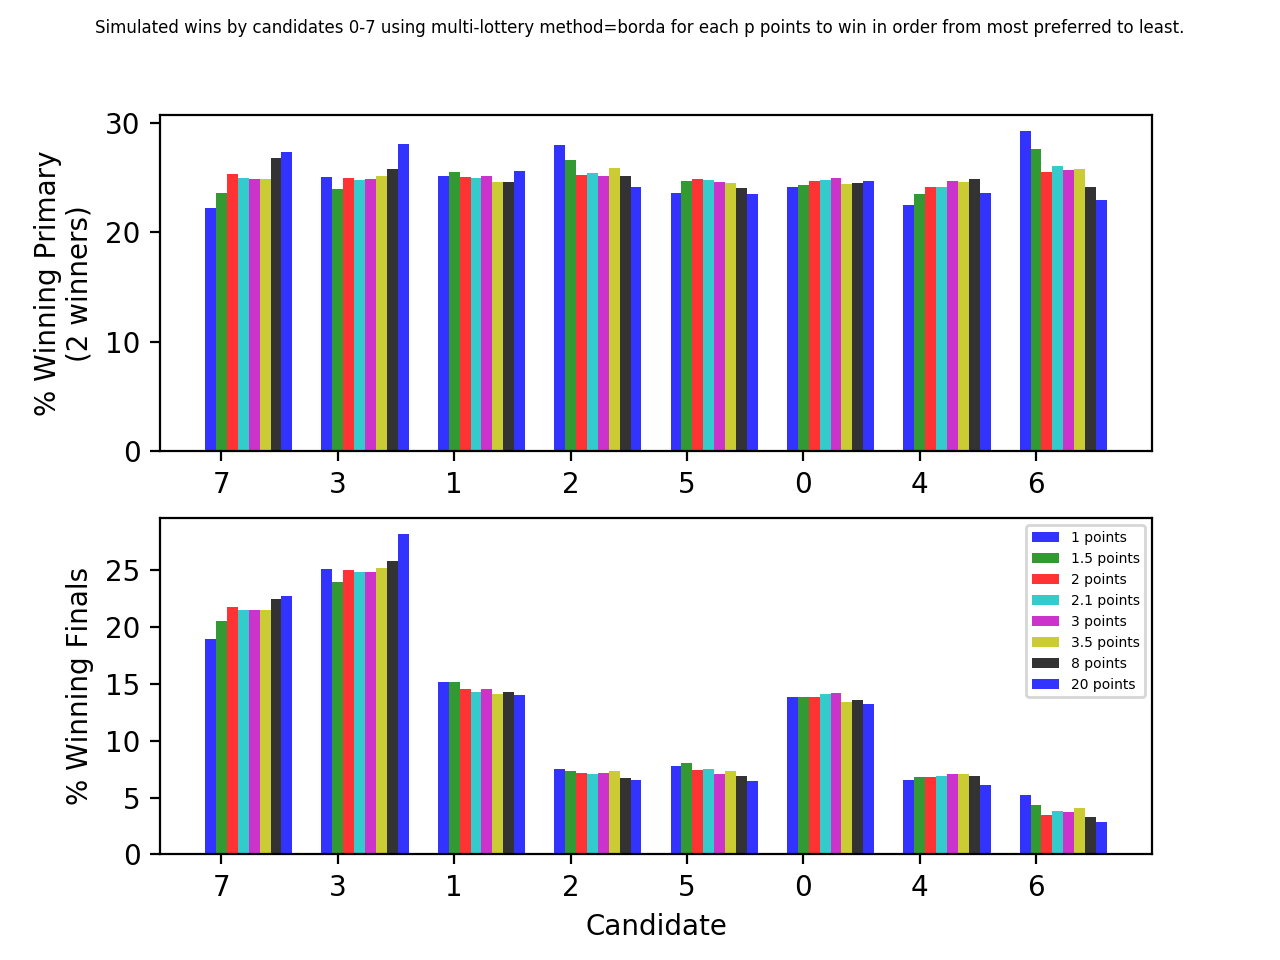 Simulated wins by candidates 0-7 using multi-lottery method=borda for each p points to win in order from most preferred to least.
% Winning Primary
(2 winners)
30
20
10
0
7 3 1 2 5 0 4 6
% Winning Finals
25
20
15
10
5
0
1 points
1.5 points
2 points
2.1 points
3 points
3.5 points
8 points
20 points
7 3 1 2 5 0 4 6
Candidate